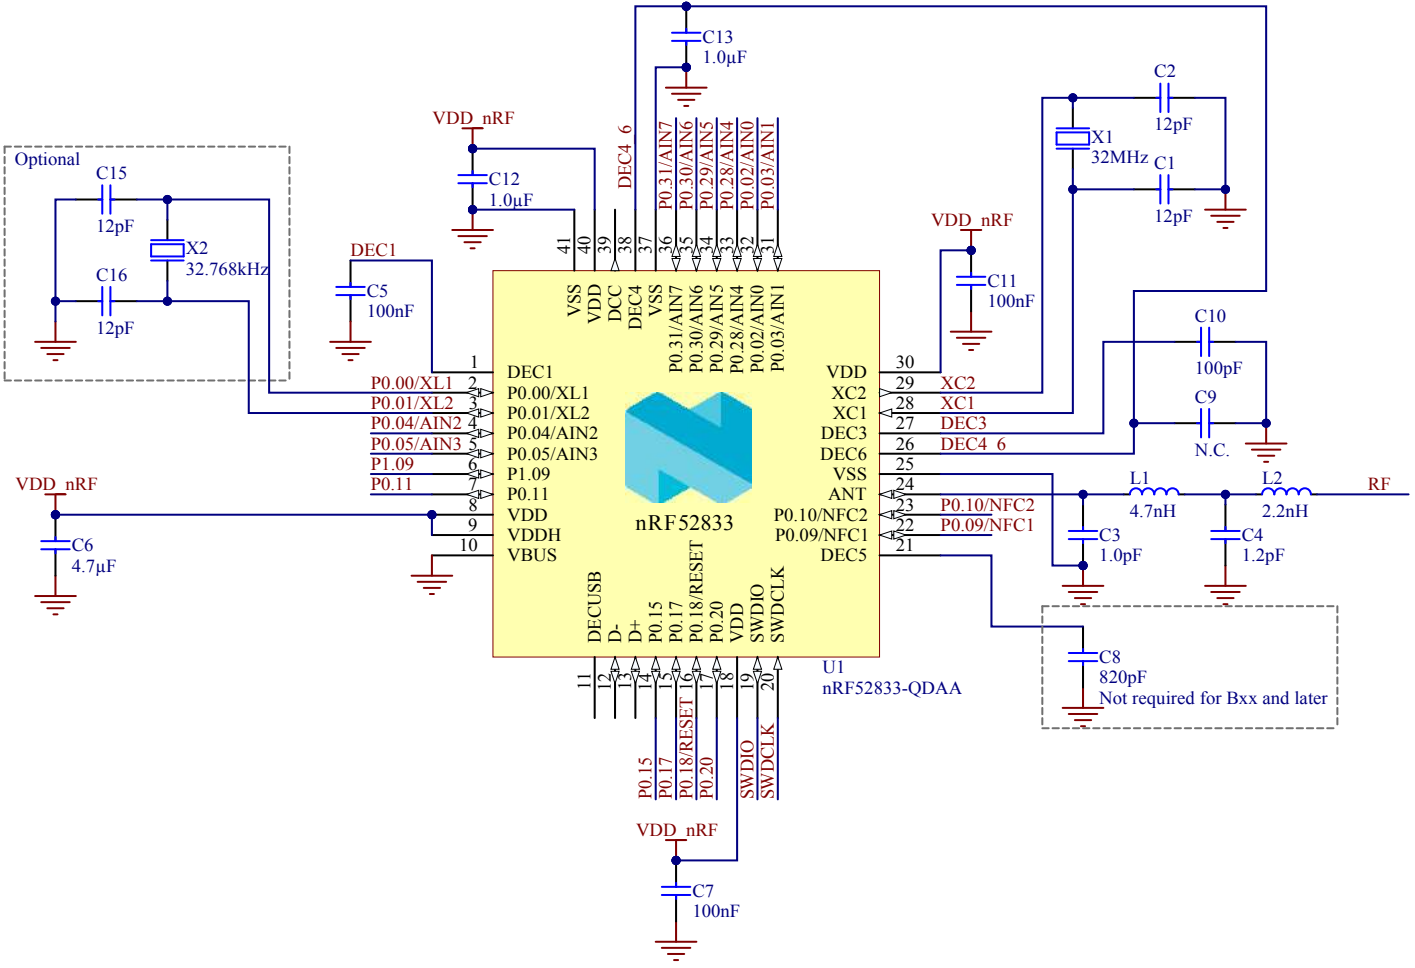 C13
1.0µF
C2
12pF
X1
32MHz
C1
12pF
VDD_nRF
C12
1.0µF
DEC4_6
P0.31/AIN7
P0.30/AIN6
P0.29/AIN5
P0.28/AIN4
P0.02/AIN0
P0.03/AIN1
Optional
C15
12pF
X2
32.768kHz
C16
12pF
DEC1
C5
100nF
VDD_nRF
C11
100nF
C10
100pF
C9
N.C.
41
40
39
38
37
36
35
34
33
32
31
VSS
VDD
DCC
DEC4
VSS
P0.31/AIN7
P0.30/AIN6
P0.29/AIN5
P0.28/AIN4
P0.02/AIN0
P0.03/AIN1
1
DEC1
P0.00/XL1
2
P0.00/XL1
P0.01/XL2
3
P0.01/XL2
P0.04/AIN2
4
P0.04/AIN2
P0.05/AIN3
5
P0.05/AIN3
P1.09
6
P1.09
P0.11
7
P0.11
8
VDD
9
VDDH
10
VBUS
VDD_nRF
C6
4.7µF
nRF52833
VDD
30
XC2
29
XC2
XC1
28
XC1
DEC3
27
DEC3
DEC6
26
DEC4_6
VSS
25
ANT
24
P0.10/NFC2
23
P0.10/NFC2
P0.09/NFC1
22
P0.09/NFC1
DEC5
21
L1
4.7nH
L2
2.2nH
RF
C3
1.0pF
C4
1.2pF
C8
820pF
Not required for Bxx and later
DECUSB
D-
D+
P0.15
P0.17
P0.18/RESET
P0.20
VDD
SWDIO
SWDCLK
11
12
13
14
15
16
17
18
19
20
U1
nRF52833-QDAA
P0.15
P0.17
P0.18/RESET
P0.20
SWDIO
SWDCLK
VDD_nRF
C7
100nF